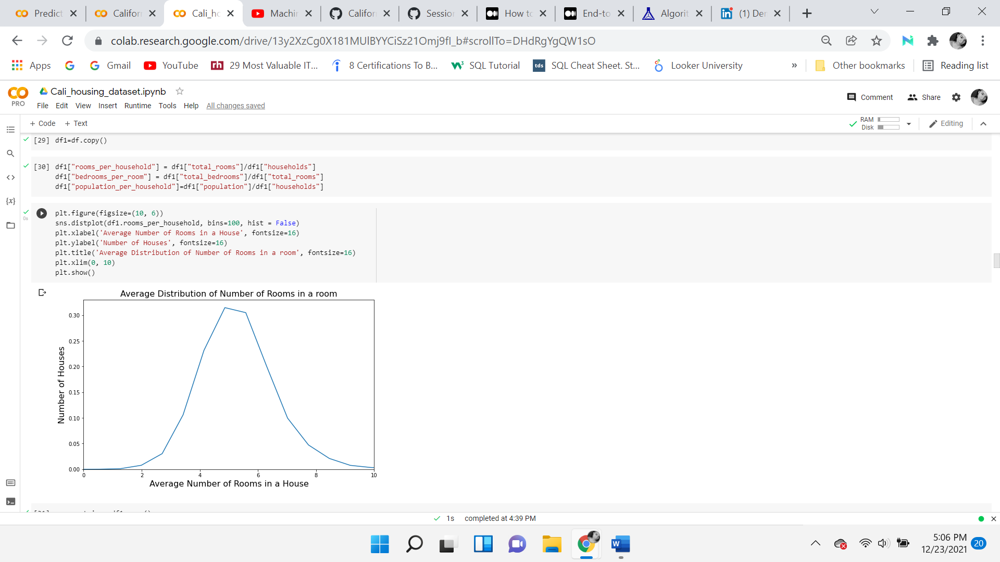 Predict
Califor
Cali_ho
Machi
Califor
Session
How to
End-to
Algorit
(1) Der
colab.research.google.com/drive/13y2XzCg0X181MUlBYYCiSz21Omj9fI_b#scrollTo=DHdRgYgQW1sO
Apps
Gmail
YouTube
rh 29 Most Valuable IT...
8 Certifications To B...
SQL Tutorial
tds SQL Cheat Sheet. St...
Looker University
»
Other bookmarks
Reading list
PRO
Cali_housing_dataset.ipynb
Comment
Share
File Edit View Insert Runtime Tools Help All changes saved
+ Code + Text
RAM
Disk
Editing
[29] df1=df.copy()
[30] df1["rooms_per_household"] = df1["total_rooms"]/df1["households"]
df1["bedrooms_per_room"] = df1["total_bedrooms"]/df1["total_rooms"]
df1["population_per_household"]=df1["population"]/df1["households"]
0s
plt.figure(figsize=(10, 6))
sns.distplot(df1.rooms_per_household, bins=100, hist = False)
plt.xlabel('Average Number of Rooms in a House', fontsize=16)
plt.ylabel('Number of Houses', fontsize=16)
plt.title('Average Distribution of Number of Rooms in a room', fontsize=16)
plt.xlim(0, 10)
plt.show()
Average Distribution of Number of Rooms in a room
0.30
0.25
0.20
0.15
0.10
0.05
0.00
Number of Houses
0 2 4 6 8 10
Average Number of Rooms in a House
1s completed at 4:39 PM
5:06 PM
12/23/2021
20